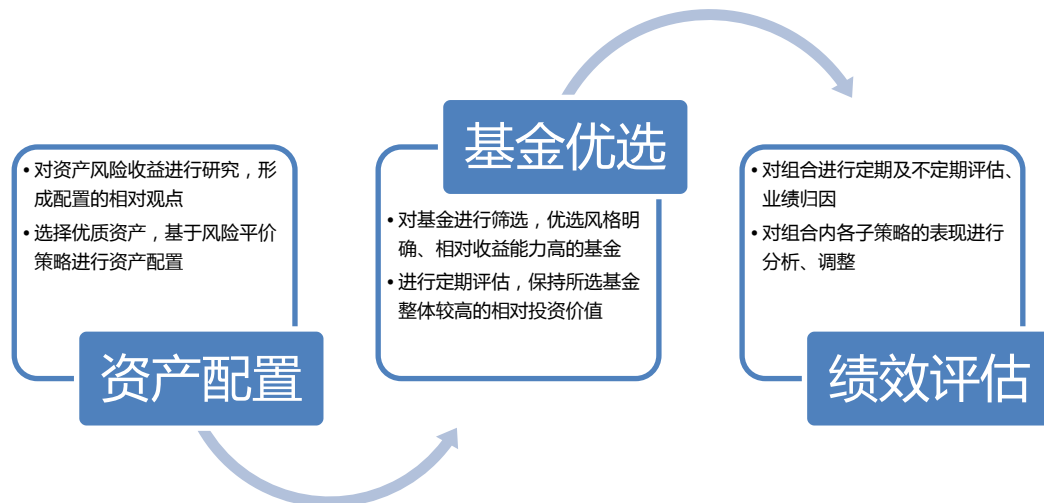 • 对资产风险收益进行研究，形
成配置的相对观点
• 选择优质资产，基于风险平价
策略进行资产配置
资产配置
基金优选
• 对基金进行筛选，优选风格明
确、相对收益能力高的基金
• 进行定期评估，保持所选基金
整体较高的相对投资价值
• 对组合进行定期及不定期评估、
业绩归因
• 对组合内各子策略的表现进行
分析、调整
绩效评估